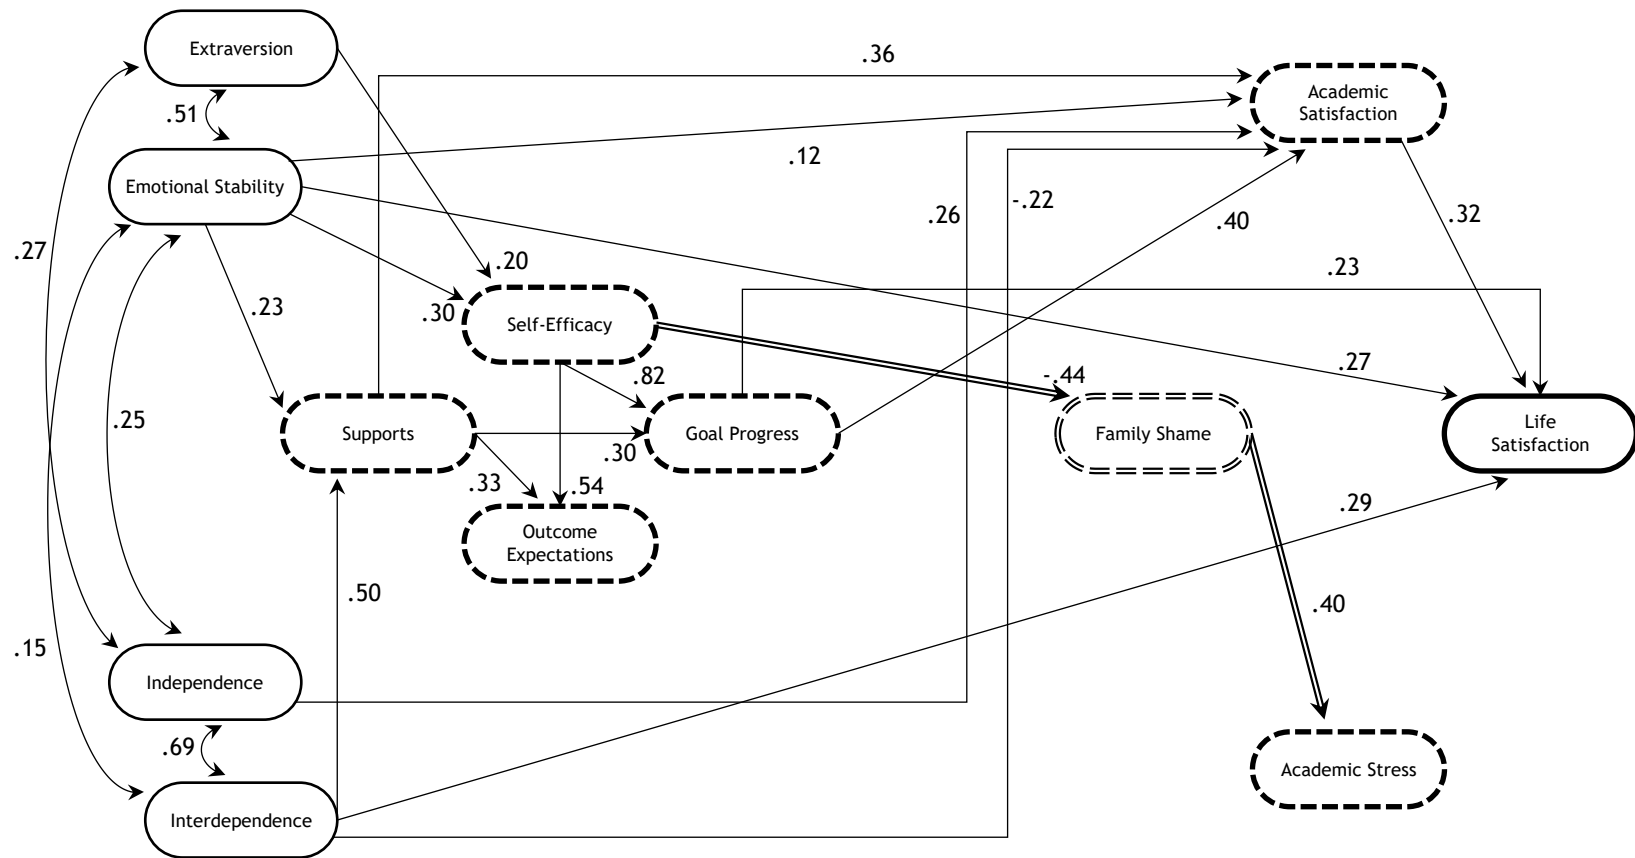 Extraversion
.36
Academic
Satisfaction
.51
.12
Emotional Stability
.26
-.22
.40
.32
.27
.20
.23
.23
.30
Self-Efficacy
.82
-.44
.27
.25
Supports
Goal Progress
Family Shame
Life
Satisfaction
.30
.33
.54
.29
Outcome
Expectations
.50
.40
.15
Independence
.69
Academic Stress
Interdependence